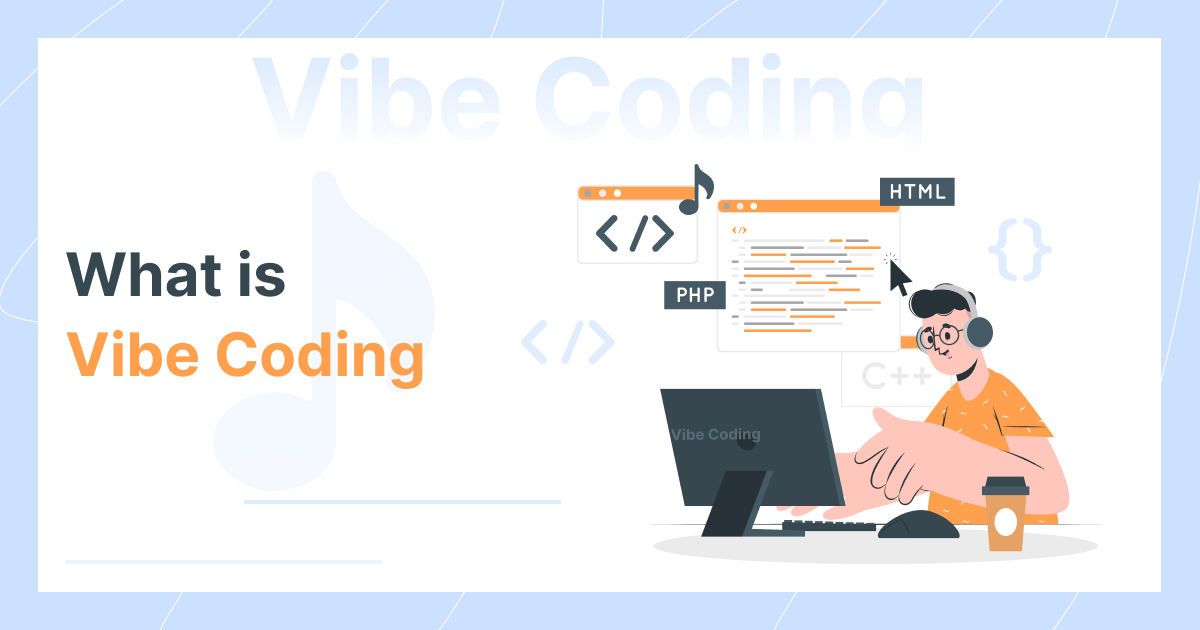 Vibe Coding
What is
Vibe Coding
</>
HTML
</>
PHP
{}
</>
C++
Vibe Coding